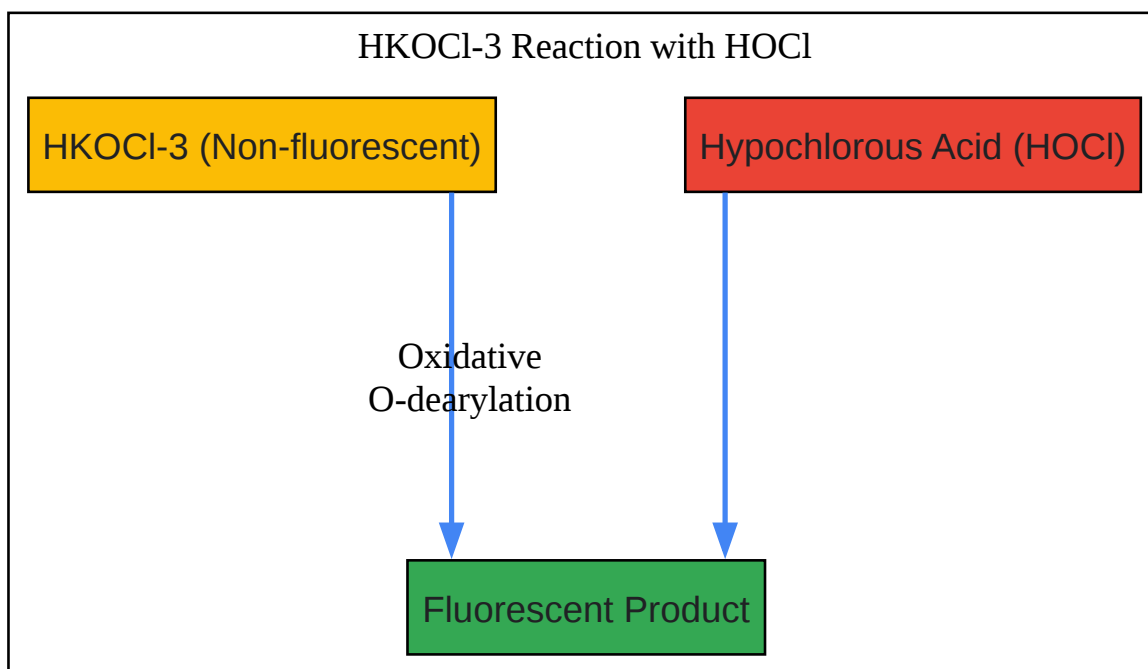 HKOCl-3 Reaction with HOCl
HKOCl-3 (Non-fluorescent)
Hypochlorous Acid (HOCl)
Oxidative
O-dearylation
Fluorescent Product